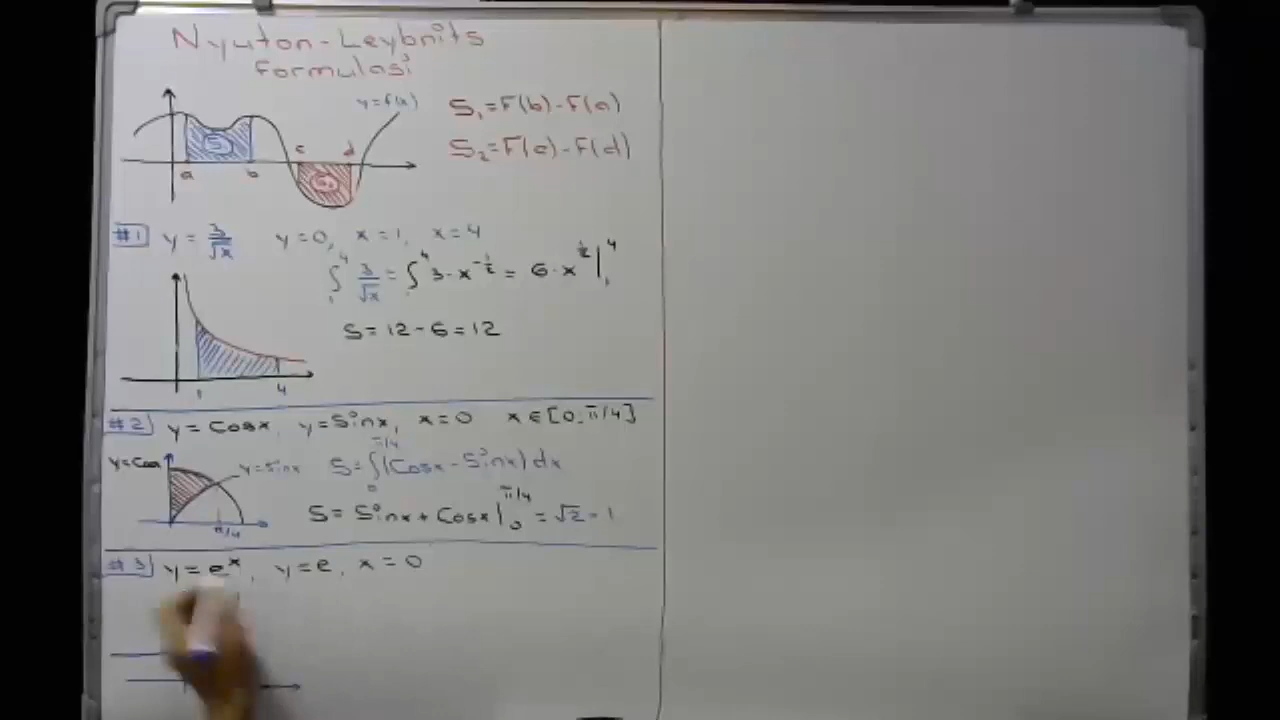 Nyuton-Leybnits
formulasi
y=f(x)
S₁=F(b)-F(a)
S₂=F(c)-F(d)
S₁
a b c d
S₂
#1 y = 3/√x y=0, x=1, x=4
∫₁⁴ 3/√x = ∫₁⁴ 3·x^(-1/2) = 6·x^(1/2)|₁⁴
S=12-6=12
1 4
#2 y=Cosx, y=Sinx, x=0 x∈[0,π/4]
y=Cosx y=Sinx S=∫₀^(π/4)(Cosx-Sinx)dx
S= Sinx+Cosx|₀^(π/4) =√2-1
π/4
#3 y=eˣ, y=e, x=0